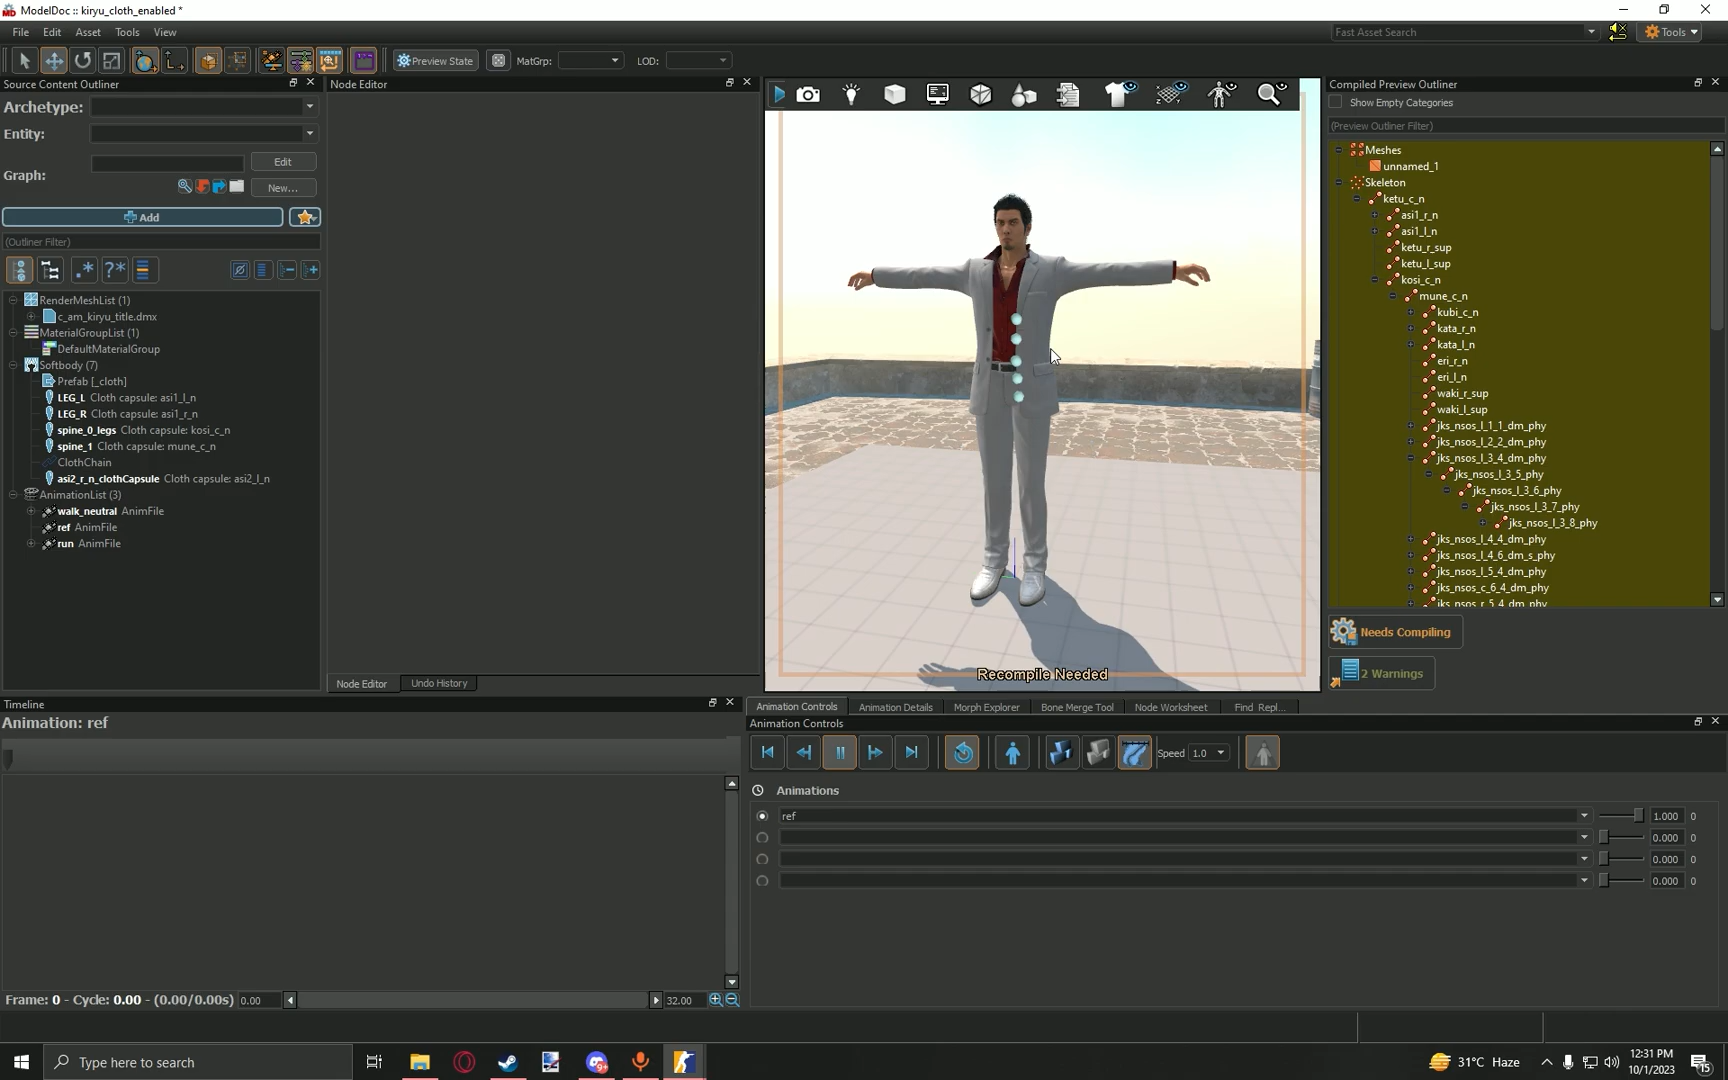 ModelDoc :: kiryu_cloth_enabled *
File Edit Asset Tools View
Fast Asset Search
Tools
Preview State
MatGrp:
LOD:
Source Content Outliner
Archetype:
Entity:
Graph:
Edit
New...
Add
(Outliner Filter)
RenderMeshList (1)
c_am_kiryu_title.dmx
MaterialGroupList (1)
DefaultMaterialGroup
Softbody (7)
Prefab [_cloth]
LEG_L Cloth capsule: asi1_l_n
LEG_R Cloth capsule: asi1_r_n
spine_0_legs Cloth capsule: kosi_c_n
spine_1 Cloth capsule: mune_c_n
ClothChain
asi2_r_n_clothCapsule Cloth capsule: asi2_l_n
AnimationList (3)
walk_neutral AnimFile
ref AnimFile
run AnimFile
Node Editor
Node Editor Undo History
Recompile Needed
Compiled Preview Outliner
Show Empty Categories
(Preview Outliner Filter)
Meshes
unnamed_1
Skeleton
ketu_c_n
asi1_r_n
asi1_l_n
ketu_r_sup
ketu_l_sup
kosi_c_n
mune_c_n
kubi_c_n
kata_r_n
kata_l_n
eri_r_n
eri_l_n
waki_r_sup
waki_l_sup
jks_nsos_l_1_1_dm_phy
jks_nsos_l_2_2_dm_phy
jks_nsos_l_3_4_dm_phy
jks_nsos_l_3_5_phy
jks_nsos_l_3_6_phy
jks_nsos_l_3_7_phy
jks_nsos_l_3_8_phy
jks_nsos_l_4_4_dm_phy
jks_nsos_l_4_6_dm_s_phy
jks_nsos_l_5_4_dm_phy
jks_nsos_c_6_4_dm_phy
jks_nsos_r_5_4_dm_phy
Needs Compiling
2 Warnings
Timeline
Animation: ref
Frame: 0 - Cycle: 0.00 - (0.00/0.00s) 0.00
32.00
Animation Controls Animation Details Morph Explorer Bone Merge Tool Node Worksheet Find Repl...
Animation Controls
Speed 1.0
Animations
ref 1.000 0
0.000 0
0.000 0
0.000 0
Type here to search
31°C Haze
12:31 PM
10/1/2023
15